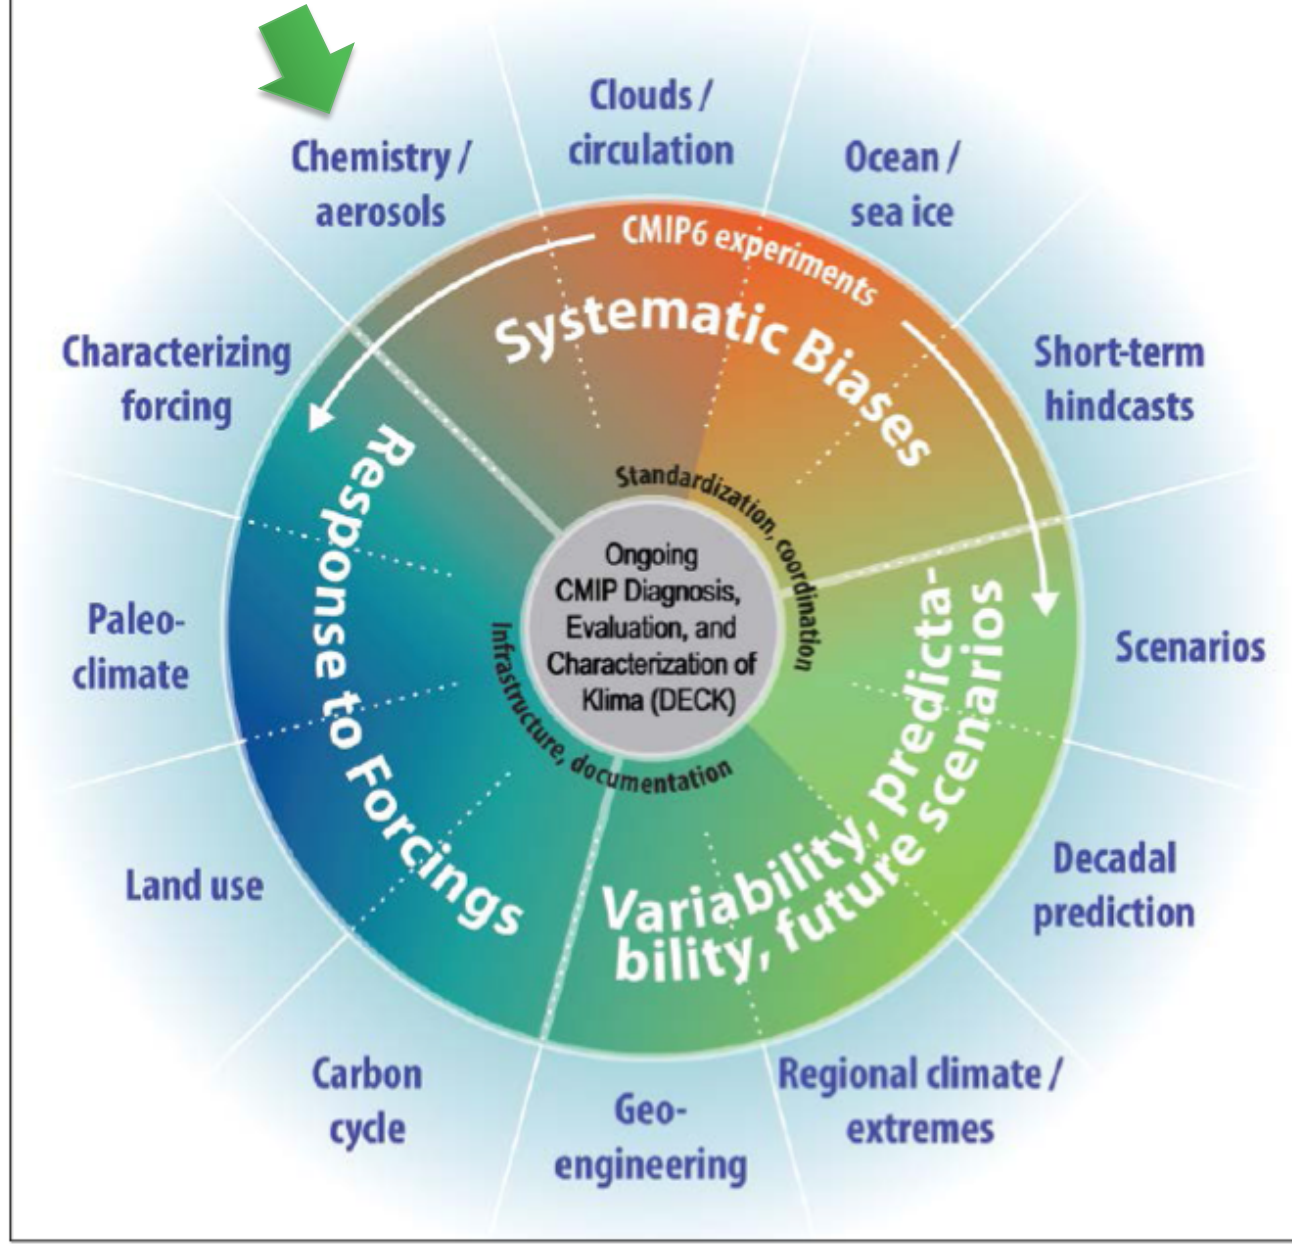 Clouds /
circulation
Chemistry /
aerosols
Ocean /
sea ice
CMIP6 experiments
Systematic Biases
Characterizing
forcing
Short-term
hindcasts
Standardization, coordination
Response to Forcings
Ongoing
CMIP Diagnosis,
Evaluation, and
Characterization of
Klima (DECK)
Infrastructure, documentation
Variability, predicta-
bility, future scenarios
Paleo-
climate
Scenarios
Land use
Decadal
prediction
Carbon
cycle
Geo-
engineering
Regional climate /
extremes